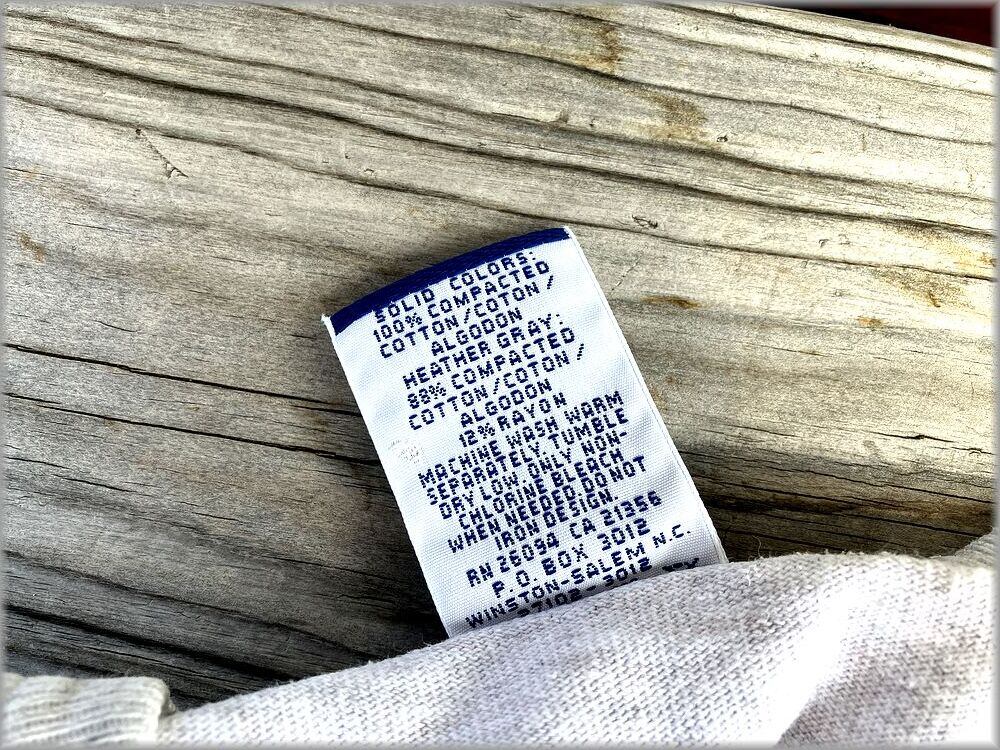 SOLID COLORS:
100% COMPACTED
COTTON/COTON/
ALGODON
HEATHER GRAY:
88% COMPACTED
COTTON/COTON/
ALGODON
12% RAYON
MACHINE WASH WARM
SEPARATELY, TUMBLE
DRY LOW, ONLY NON-
CHLORINE BLEACH
WHEN NEEDED. DO NOT
IRON DESIGN.
RN 26094 CA 21356
P.O. BOX 3012
WINSTON-SALEM N.C.
27102-3012